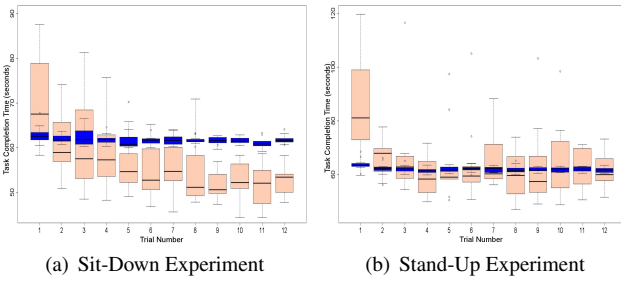 90
80
70
60
50
Task Completion Time (seconds)
1 2 3 4 5 6 7 8 9 10 11 12
Trial Number
(a) Sit-Down Experiment
120
100
80
60
Task Completion Time (seconds)
1 2 3 4 5 6 7 8 9 10 11 12
Trial Number
(b) Stand-Up Experiment